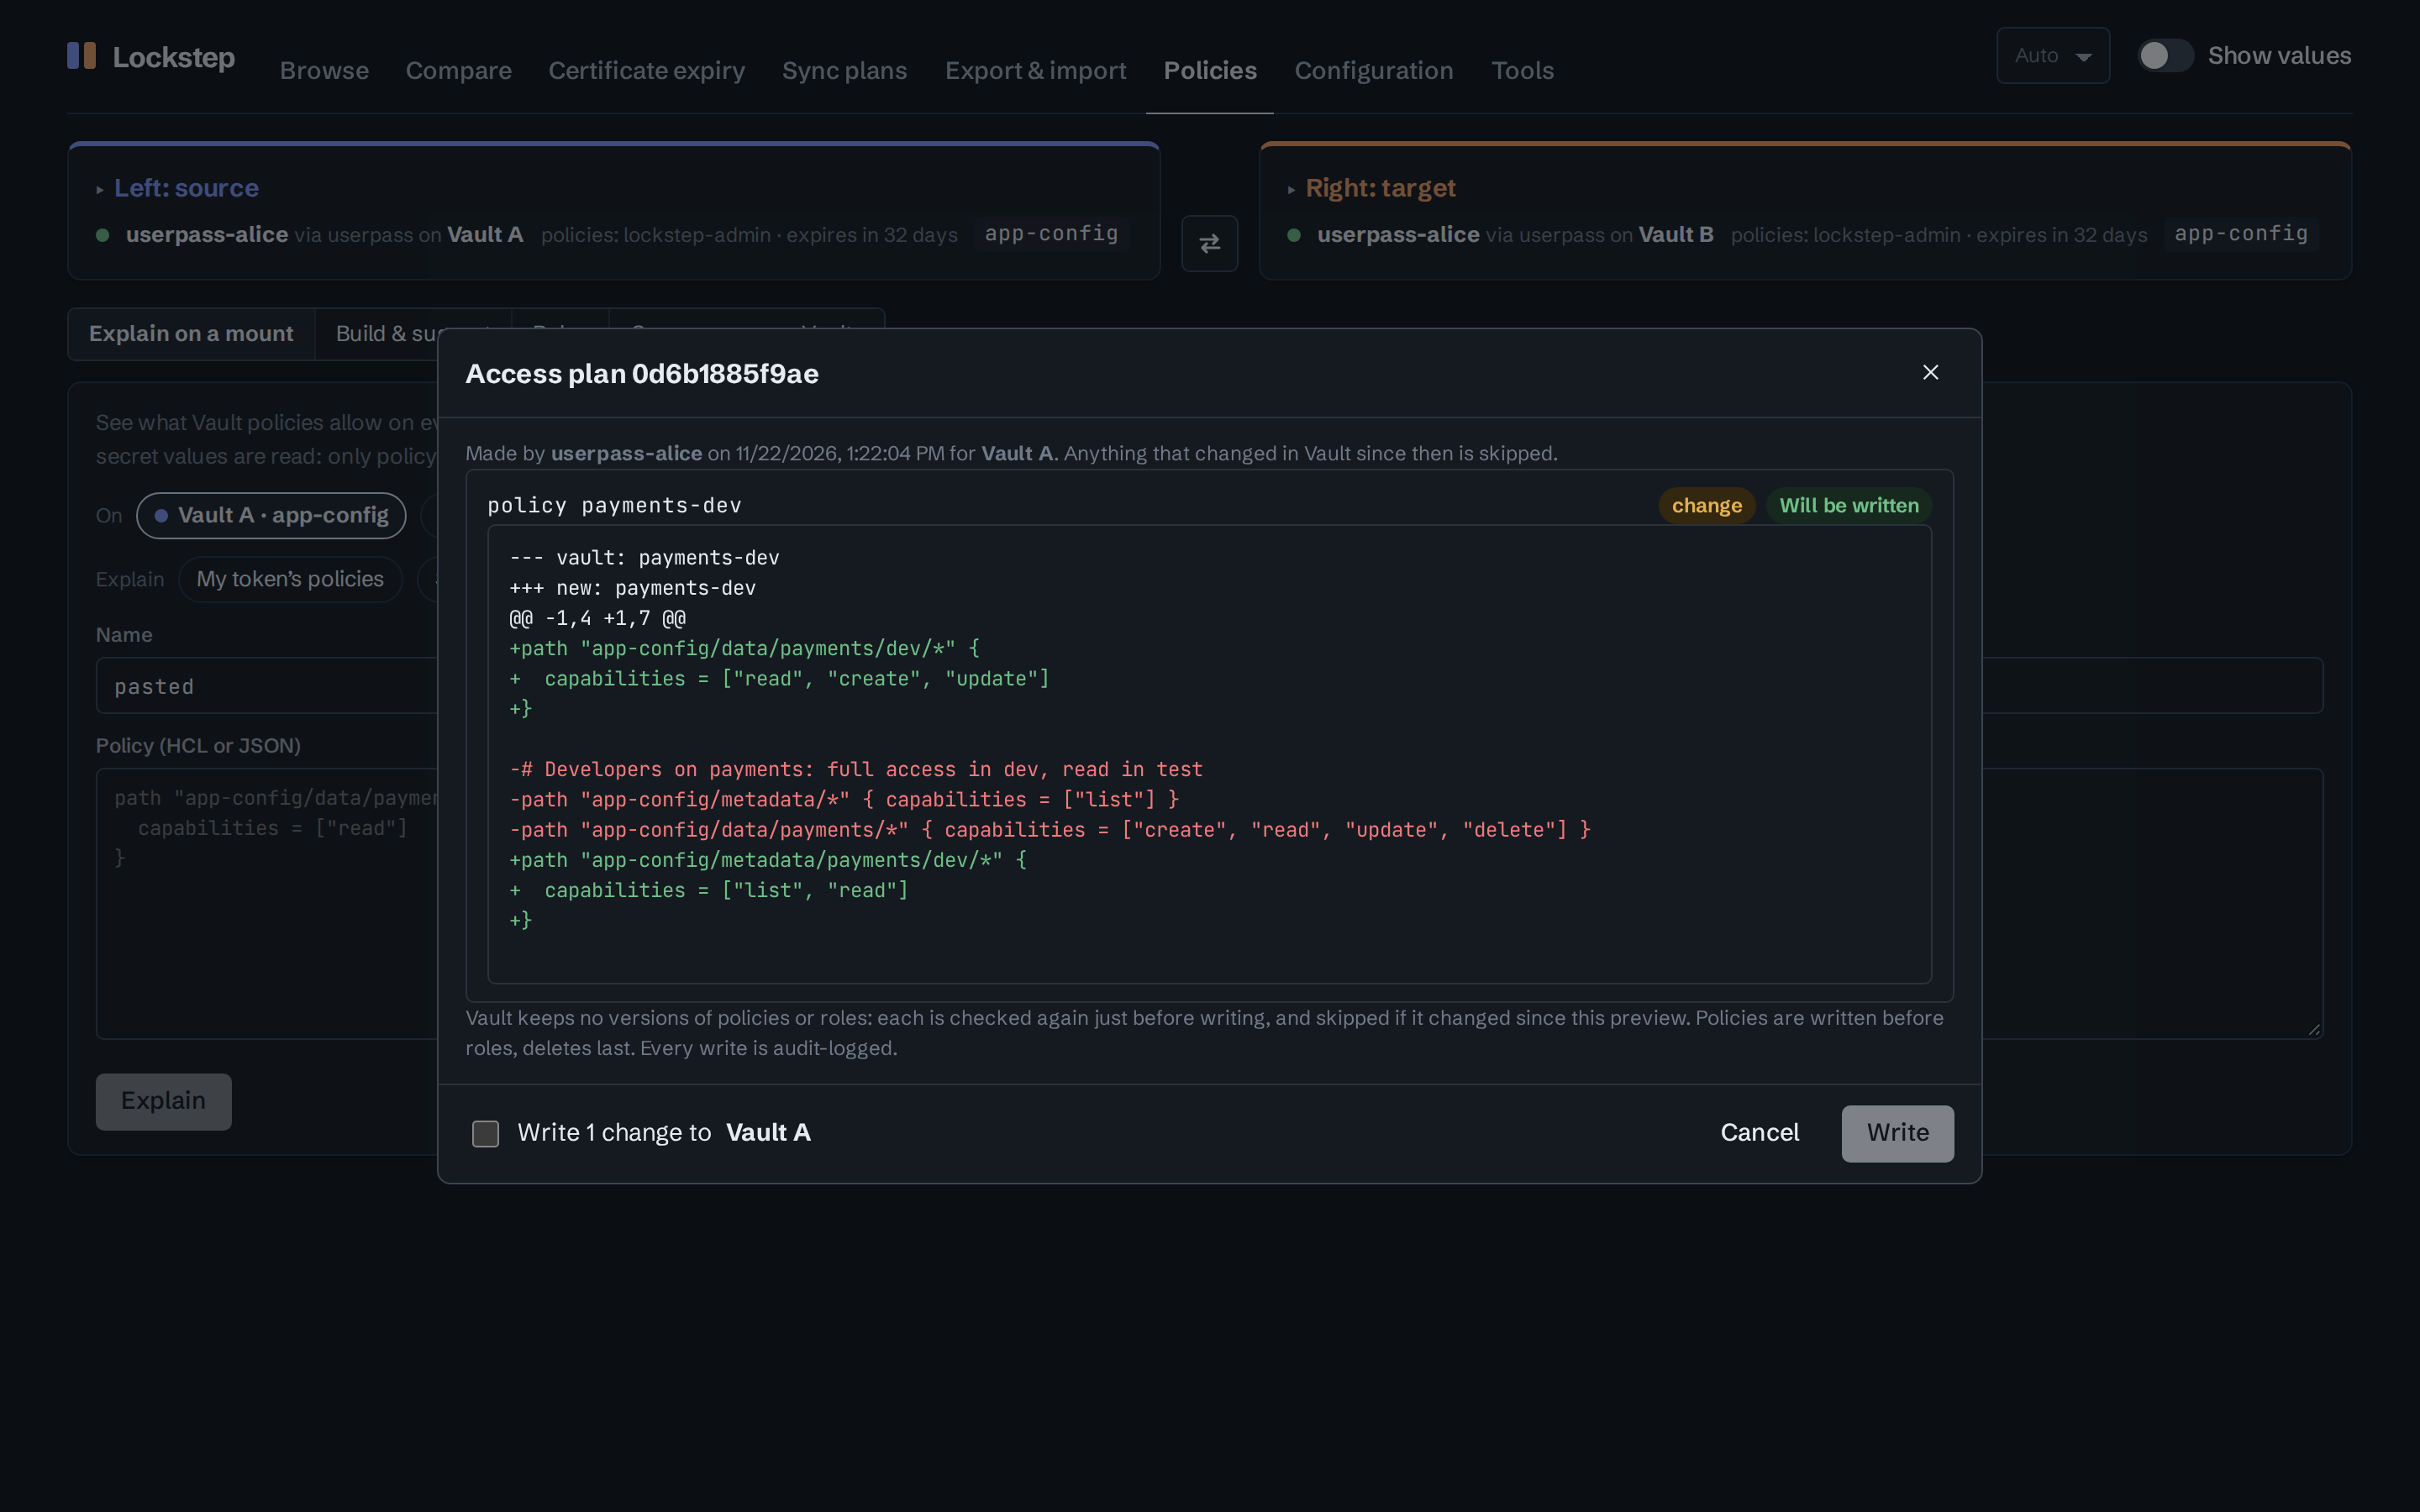 Lockstep
Browse
Compare
Certificate expiry
Sync plans
Export & import
Policies
Configuration
Tools
Auto
Show values
Left: source
userpass-alice via userpass on Vault A policies: lockstep-admin · expires in 32 days app-config
Right: target
userpass-alice via userpass on Vault B policies: lockstep-admin · expires in 32 days app-config
Explain on a mount
Build &
See what Vault policies allow on
secret values are read: only policy
On
Vault A · app-config
Explain
My token’s policies
Name
pasted
Policy (HCL or JSON)
path "app-config/data/
capabilities = ["read"]
}
Explain
Access plan 0d6b1885f9ae
Made by userpass-alice on 11/22/2026, 1:22:04 PM for Vault A. Anything that changed in Vault since then is skipped.
policy payments-dev
change
Will be written
--- vault: payments-dev
+++ new: payments-dev
@@ -1,4 +1,7 @@
+path "app-config/data/payments/dev/*" {
+  capabilities = ["read", "create", "update"]
+}
-# Developers on payments: full access in dev, read in test
-path "app-config/metadata/*" { capabilities = ["list"] }
-path "app-config/data/payments/*" { capabilities = ["create", "read", "update", "delete"] }
+path "app-config/metadata/payments/dev/*" {
+  capabilities = ["list", "read"]
+}
Vault keeps no versions of policies or roles: each is checked again just before writing, and skipped if it changed since this preview. Policies are written before
roles, deletes last. Every write is audit-logged.
Write 1 change to Vault A
Cancel
Write